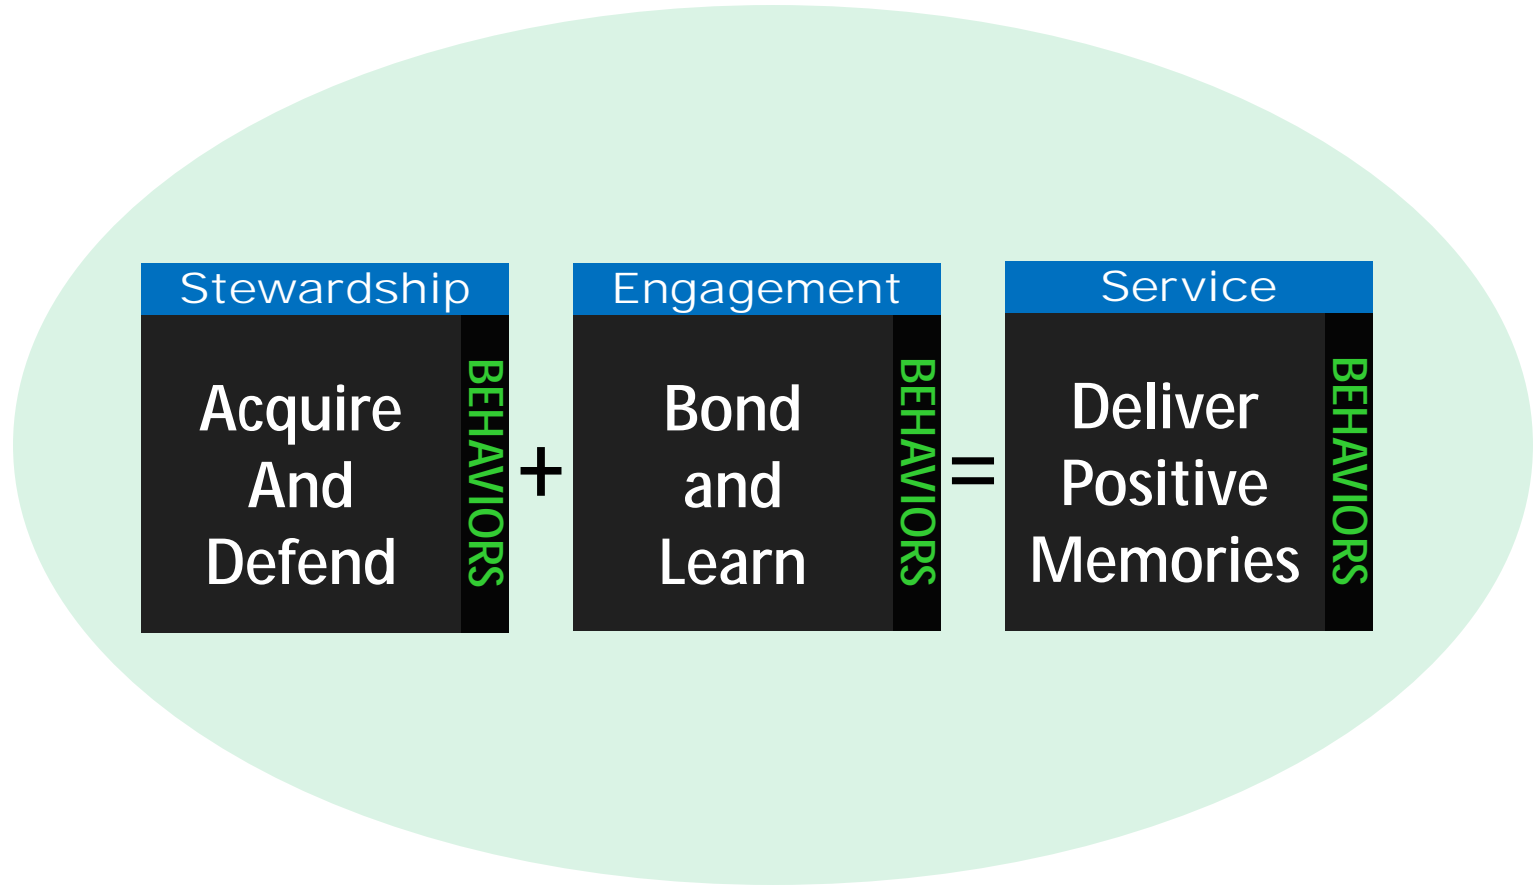 Stewardship
Acquire
And
Defend
BEHAVIORS
+
Engagement
Bond
and
Learn
BEHAVIORS
=
Service
Deliver
Positive
Memories
BEHAVIORS